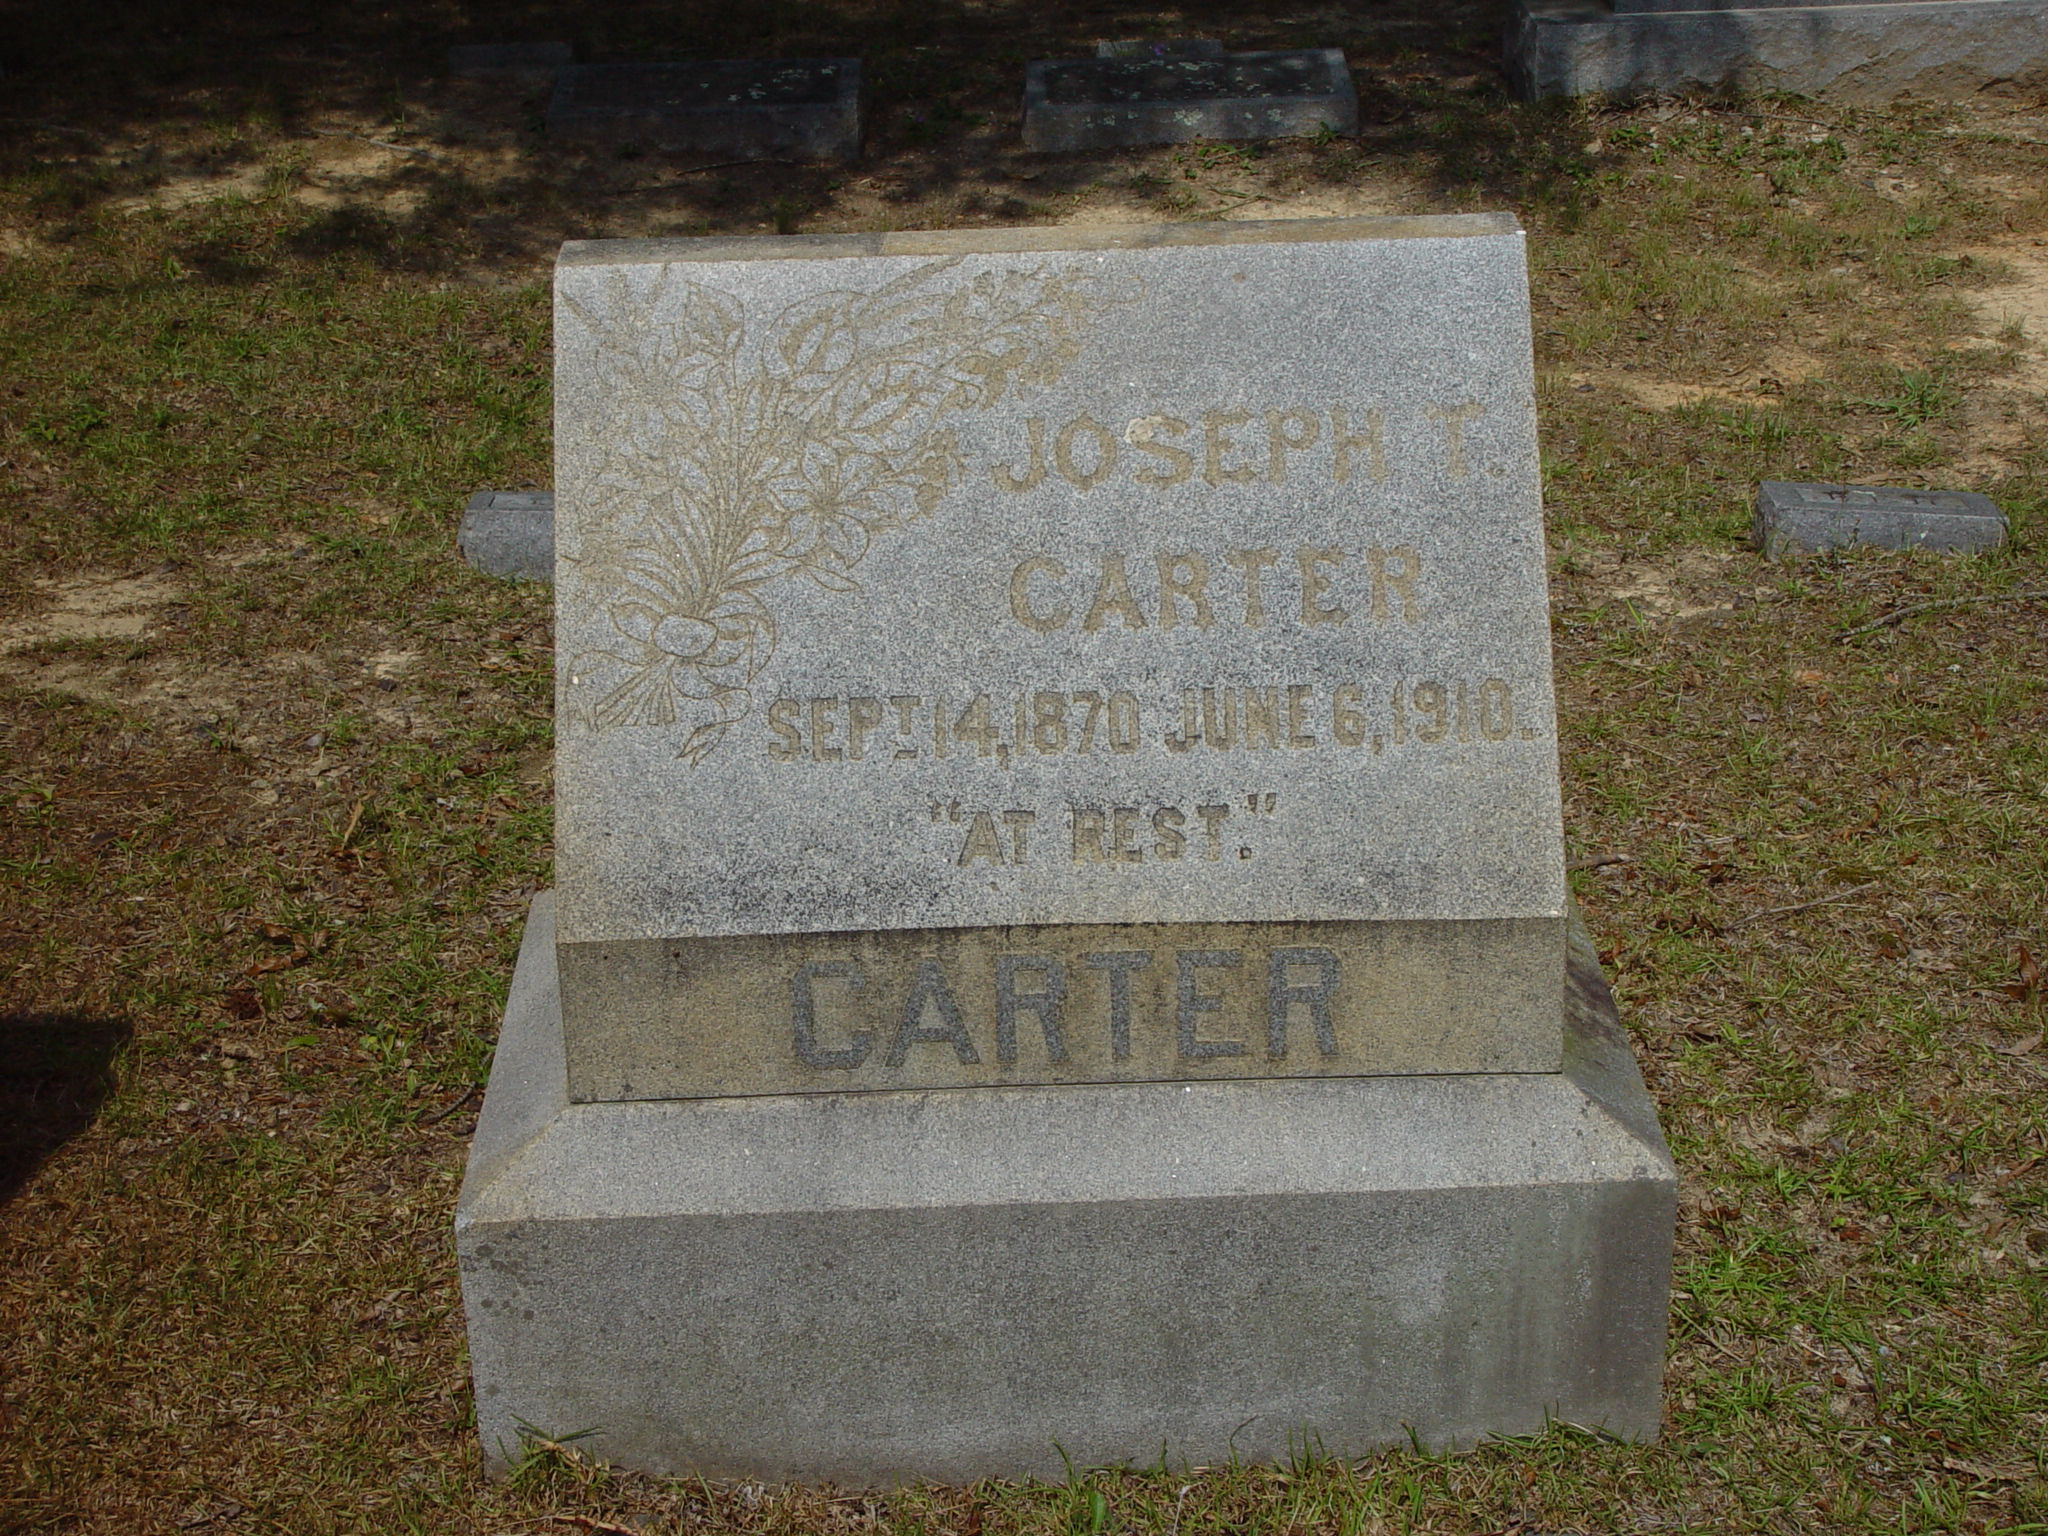 JOSEPH T.
CARTER
SEPT 14, 1870 JUNE 6, 1910.
"AT REST."
CARTER